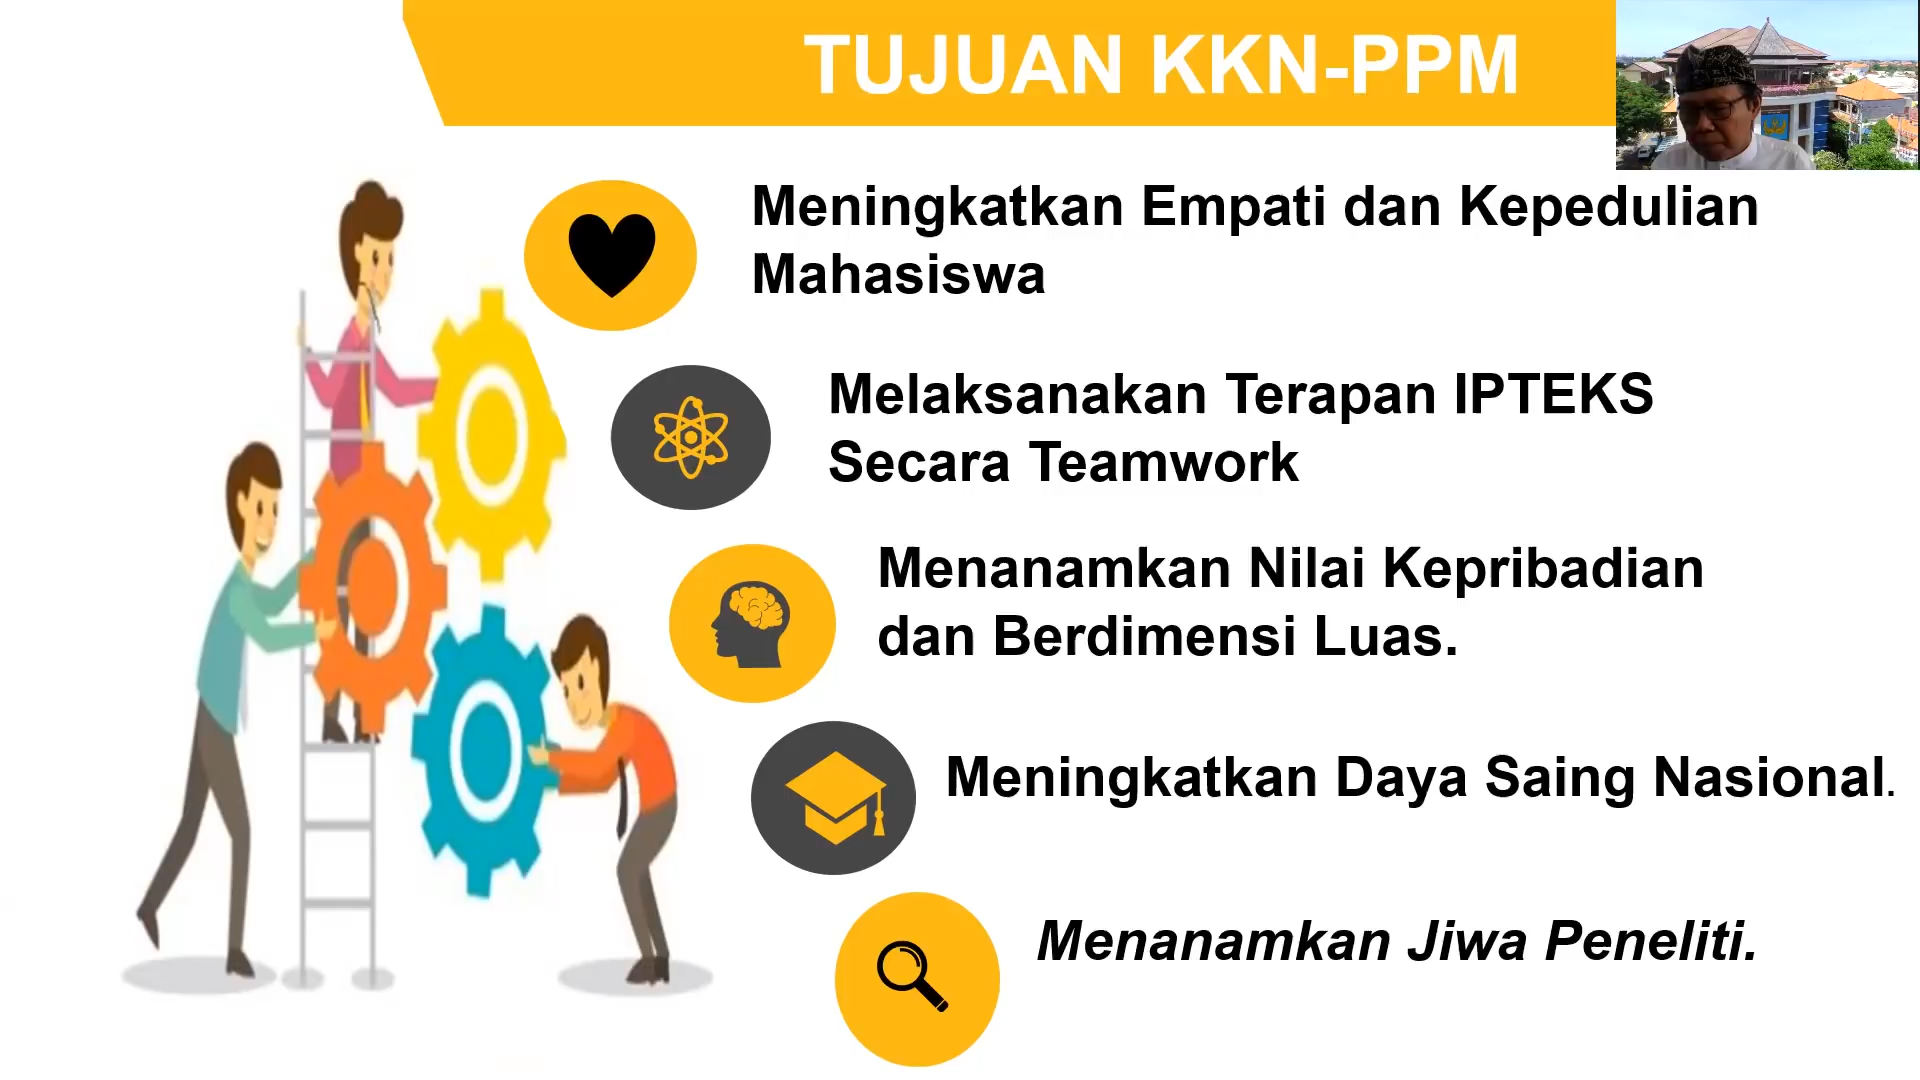 TUJUAN KKN-PPM
Meningkatkan Empati dan Kepedulian
Mahasiswa
Melaksanakan Terapan IPTEKS
Secara Teamwork
Menanamkan Nilai Kepribadian
dan Berdimensi Luas.
Meningkatkan Daya Saing Nasional.
Menanamkan Jiwa Peneliti.